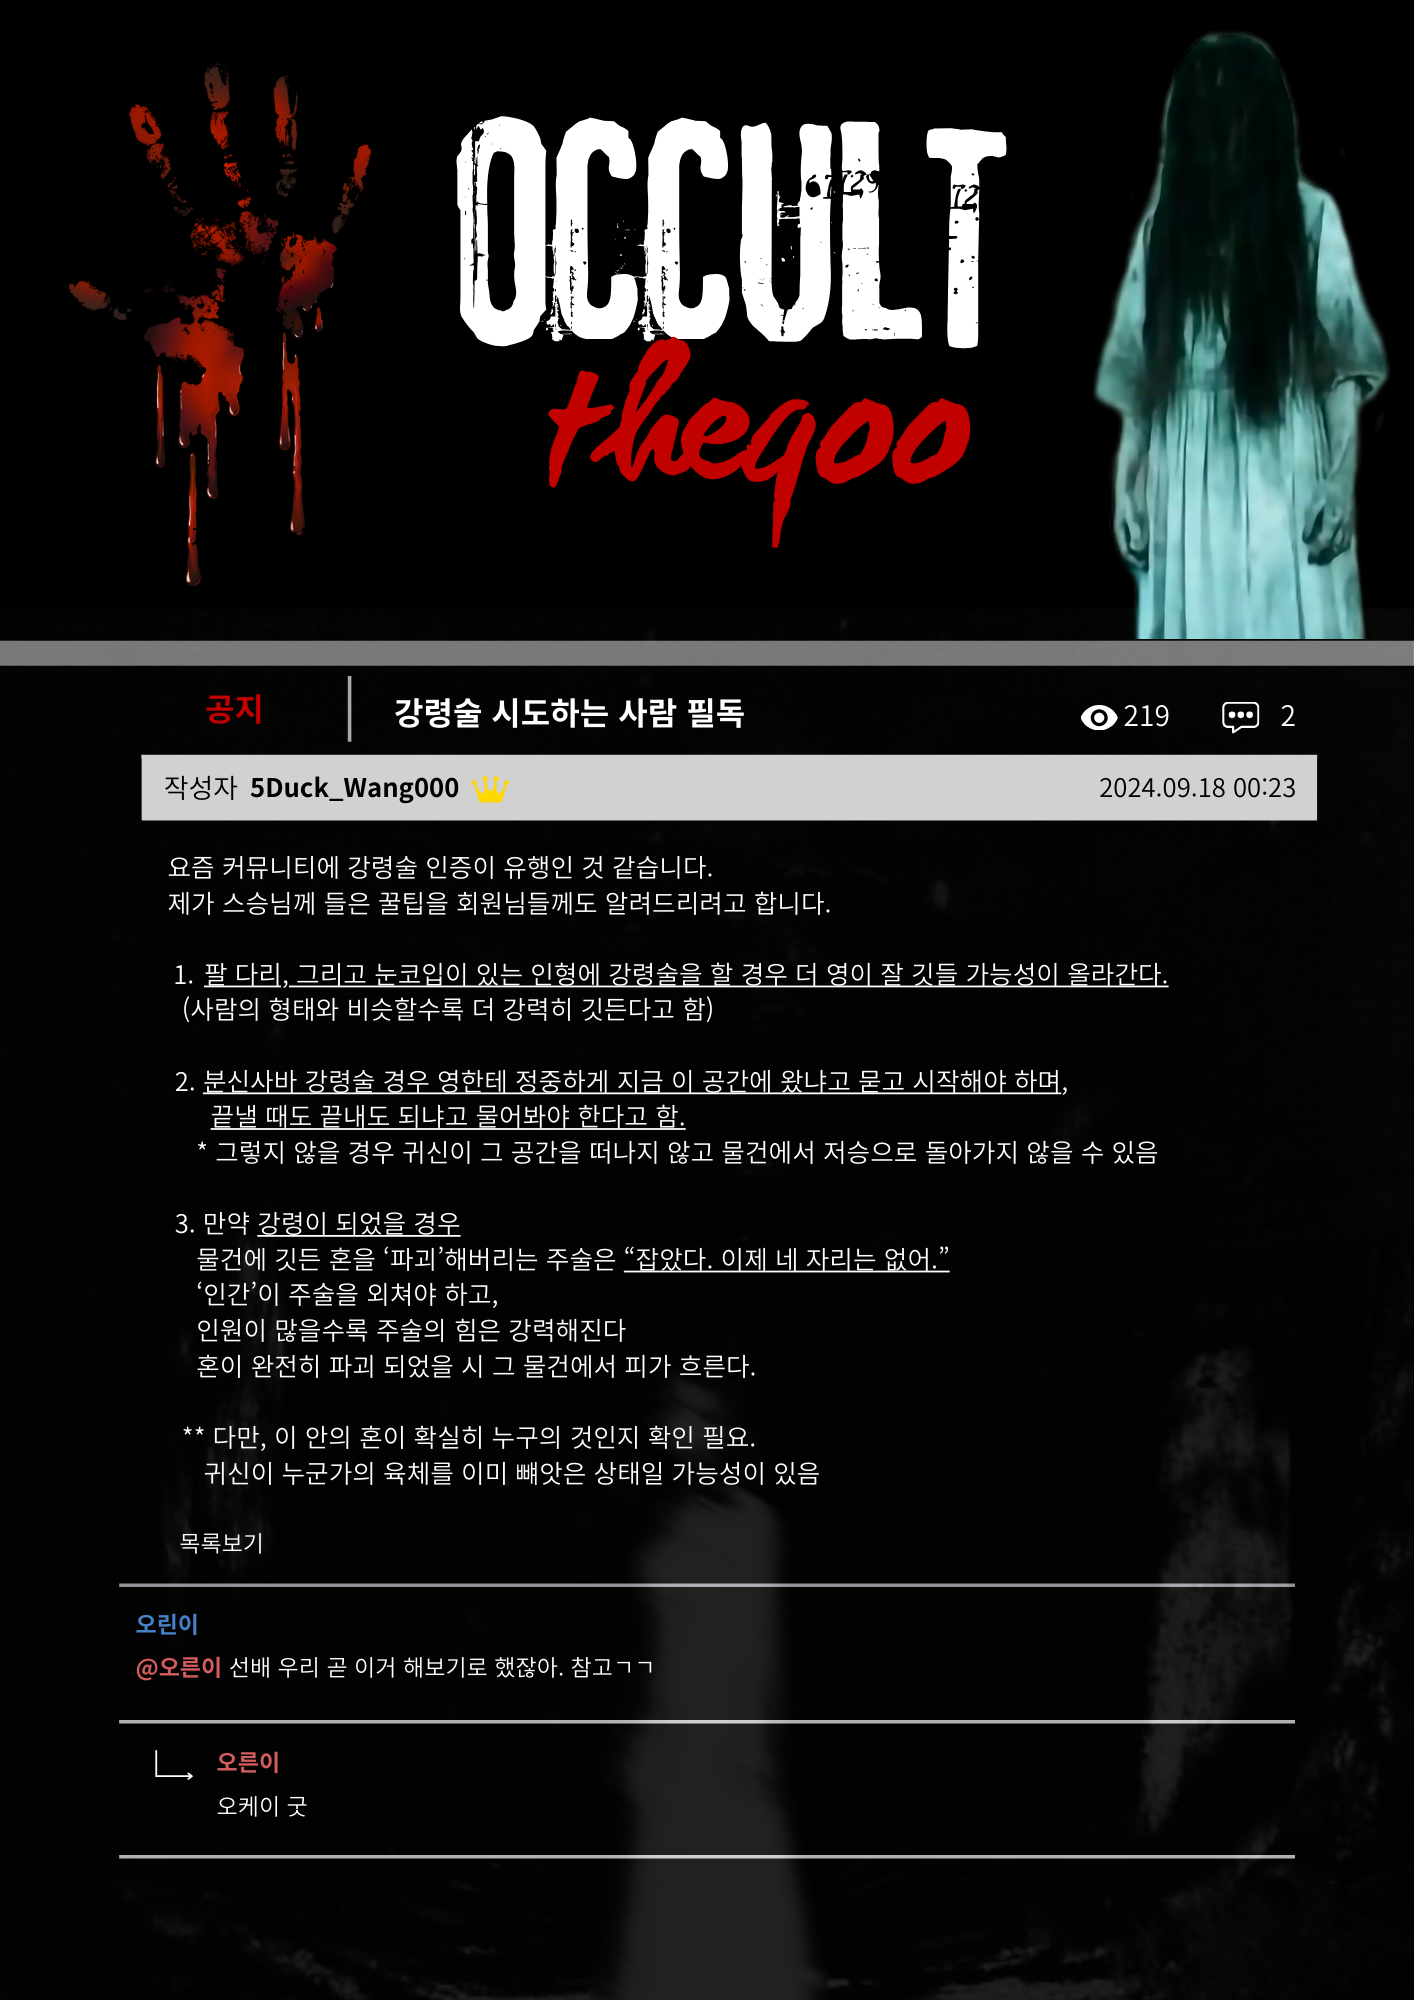 OCCULT
67729
72
theqoo
공지
강령술 시도하는 사람 필독
219
2
작성자 5Duck_Wang000
2024.09.18 00:23
요즘 커뮤니티에 강령술 인증이 유행인 것 같습니다.
제가 스승님께 들은 꿀팁을 회원님들께도 알려드리려고 합니다.
1. 팔 다리, 그리고 눈코입이 있는 인형에 강령술을 할 경우 더 영이 잘 깃들 가능성이 올라간다.
(사람의 형태와 비슷할수록 더 강력히 깃든다고 함)
2. 분신사바 강령술 경우 영한테 정중하게 지금 이 공간에 왔냐고 묻고 시작해야 하며,
끝낼 때도 끝내도 되냐고 물어봐야 한다고 함.
* 그렇지 않을 경우 귀신이 그 공간을 떠나지 않고 물건에서 저승으로 돌아가지 않을 수 있음
3. 만약 강령이 되었을 경우
물건에 깃든 혼을 ‘파괴’해버리는 주술은 “잡았다. 이제 네 자리는 없어.”
‘인간’이 주술을 외쳐야 하고,
인원이 많을수록 주술의 힘은 강력해진다
혼이 완전히 파괴 되었을 시 그 물건에서 피가 흐른다.
** 다만, 이 안의 혼이 확실히 누구의 것인지 확인 필요.
귀신이 누군가의 육체를 이미 뺴앗은 상태일 가능성이 있음
목록보기
오린이
@오른이 선배 우리 곧 이거 해보기로 했잖아. 참고ㄱㄱ
오른이
오케이 굿